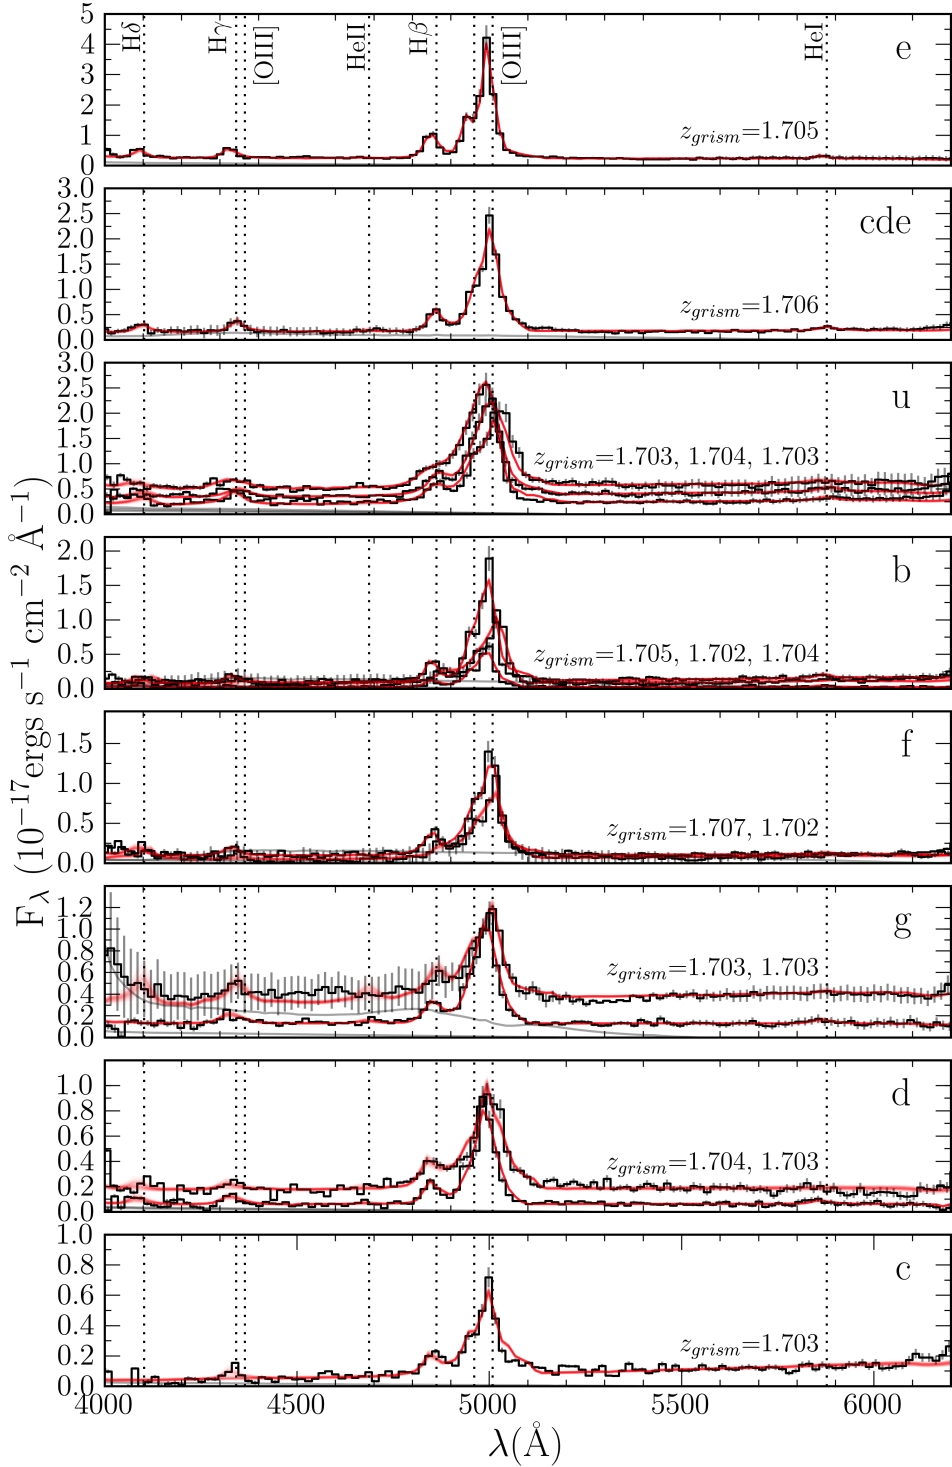 Hδ Hγ [OIII] HeII Hβ [OIII] HeI e
5
4
3
2
1
0
z_grism=1.705
3.0
2.5
2.0
1.5
1.0
0.5
0.0
cde
z_grism=1.706
3.0
2.5
2.0
1.5
1.0
0.5
0.0
u
z_grism=1.703, 1.704, 1.703
2.0
1.5
1.0
0.5
0.0
b
z_grism=1.705, 1.702, 1.704
1.5
1.0
0.5
0.0
f
z_grism=1.707, 1.702
1.2
1.0
0.8
0.6
0.4
0.2
0.0
g
z_grism=1.703, 1.703
1.0
0.8
0.6
0.4
0.2
0.0
d
z_grism=1.704, 1.703
1.0
0.8
0.6
0.4
0.2
0.0
c
z_grism=1.703
4000 4500 5000 5500 6000
λ(Å)
F_λ (10⁻¹⁷ergs s⁻¹ cm⁻² Å⁻¹)